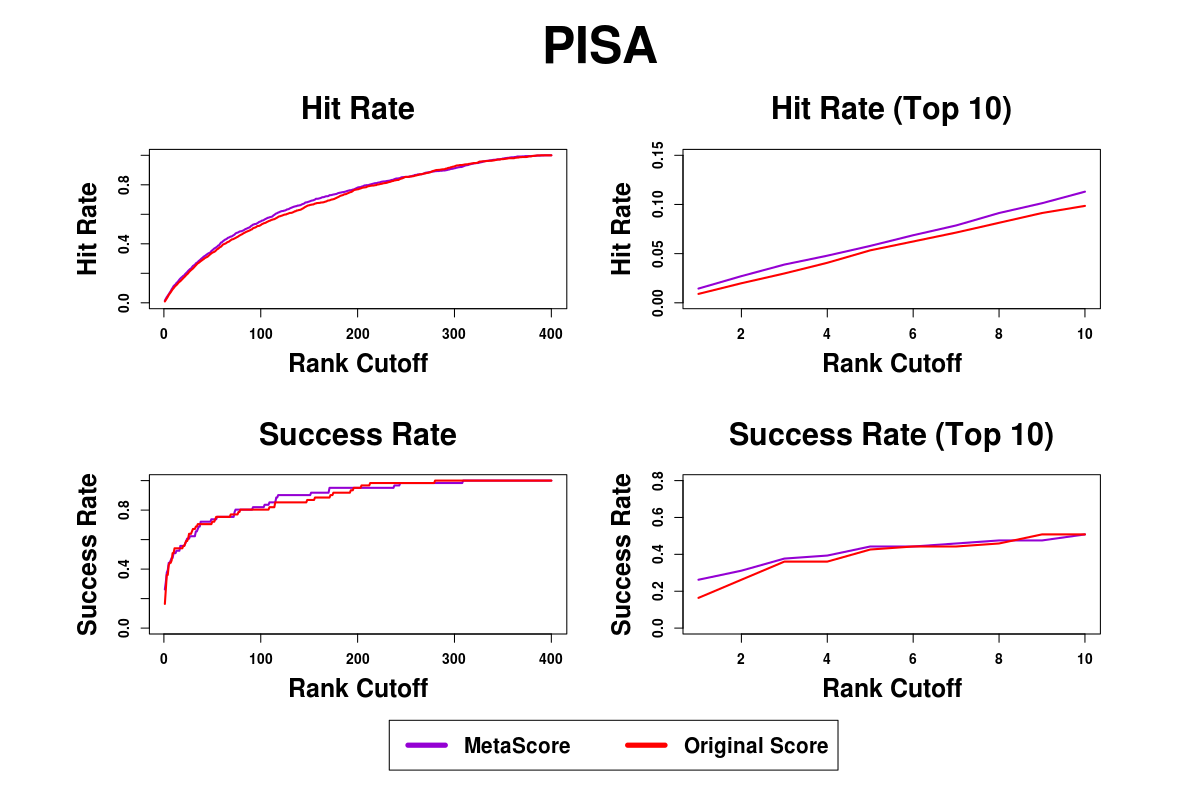 PISA
Hit Rate
Hit Rate
0.0 0.4 0.8
0 100 200 300 400
Rank Cutoff
Hit Rate (Top 10)
Hit Rate
0.00 0.05 0.10 0.15
2 4 6 8 10
Rank Cutoff
Success Rate
Success Rate
0.0 0.4 0.8
0 100 200 300 400
Rank Cutoff
Success Rate (Top 10)
Success Rate
0.0 0.2 0.4 0.6 0.8
2 4 6 8 10
Rank Cutoff
MetaScore Original Score